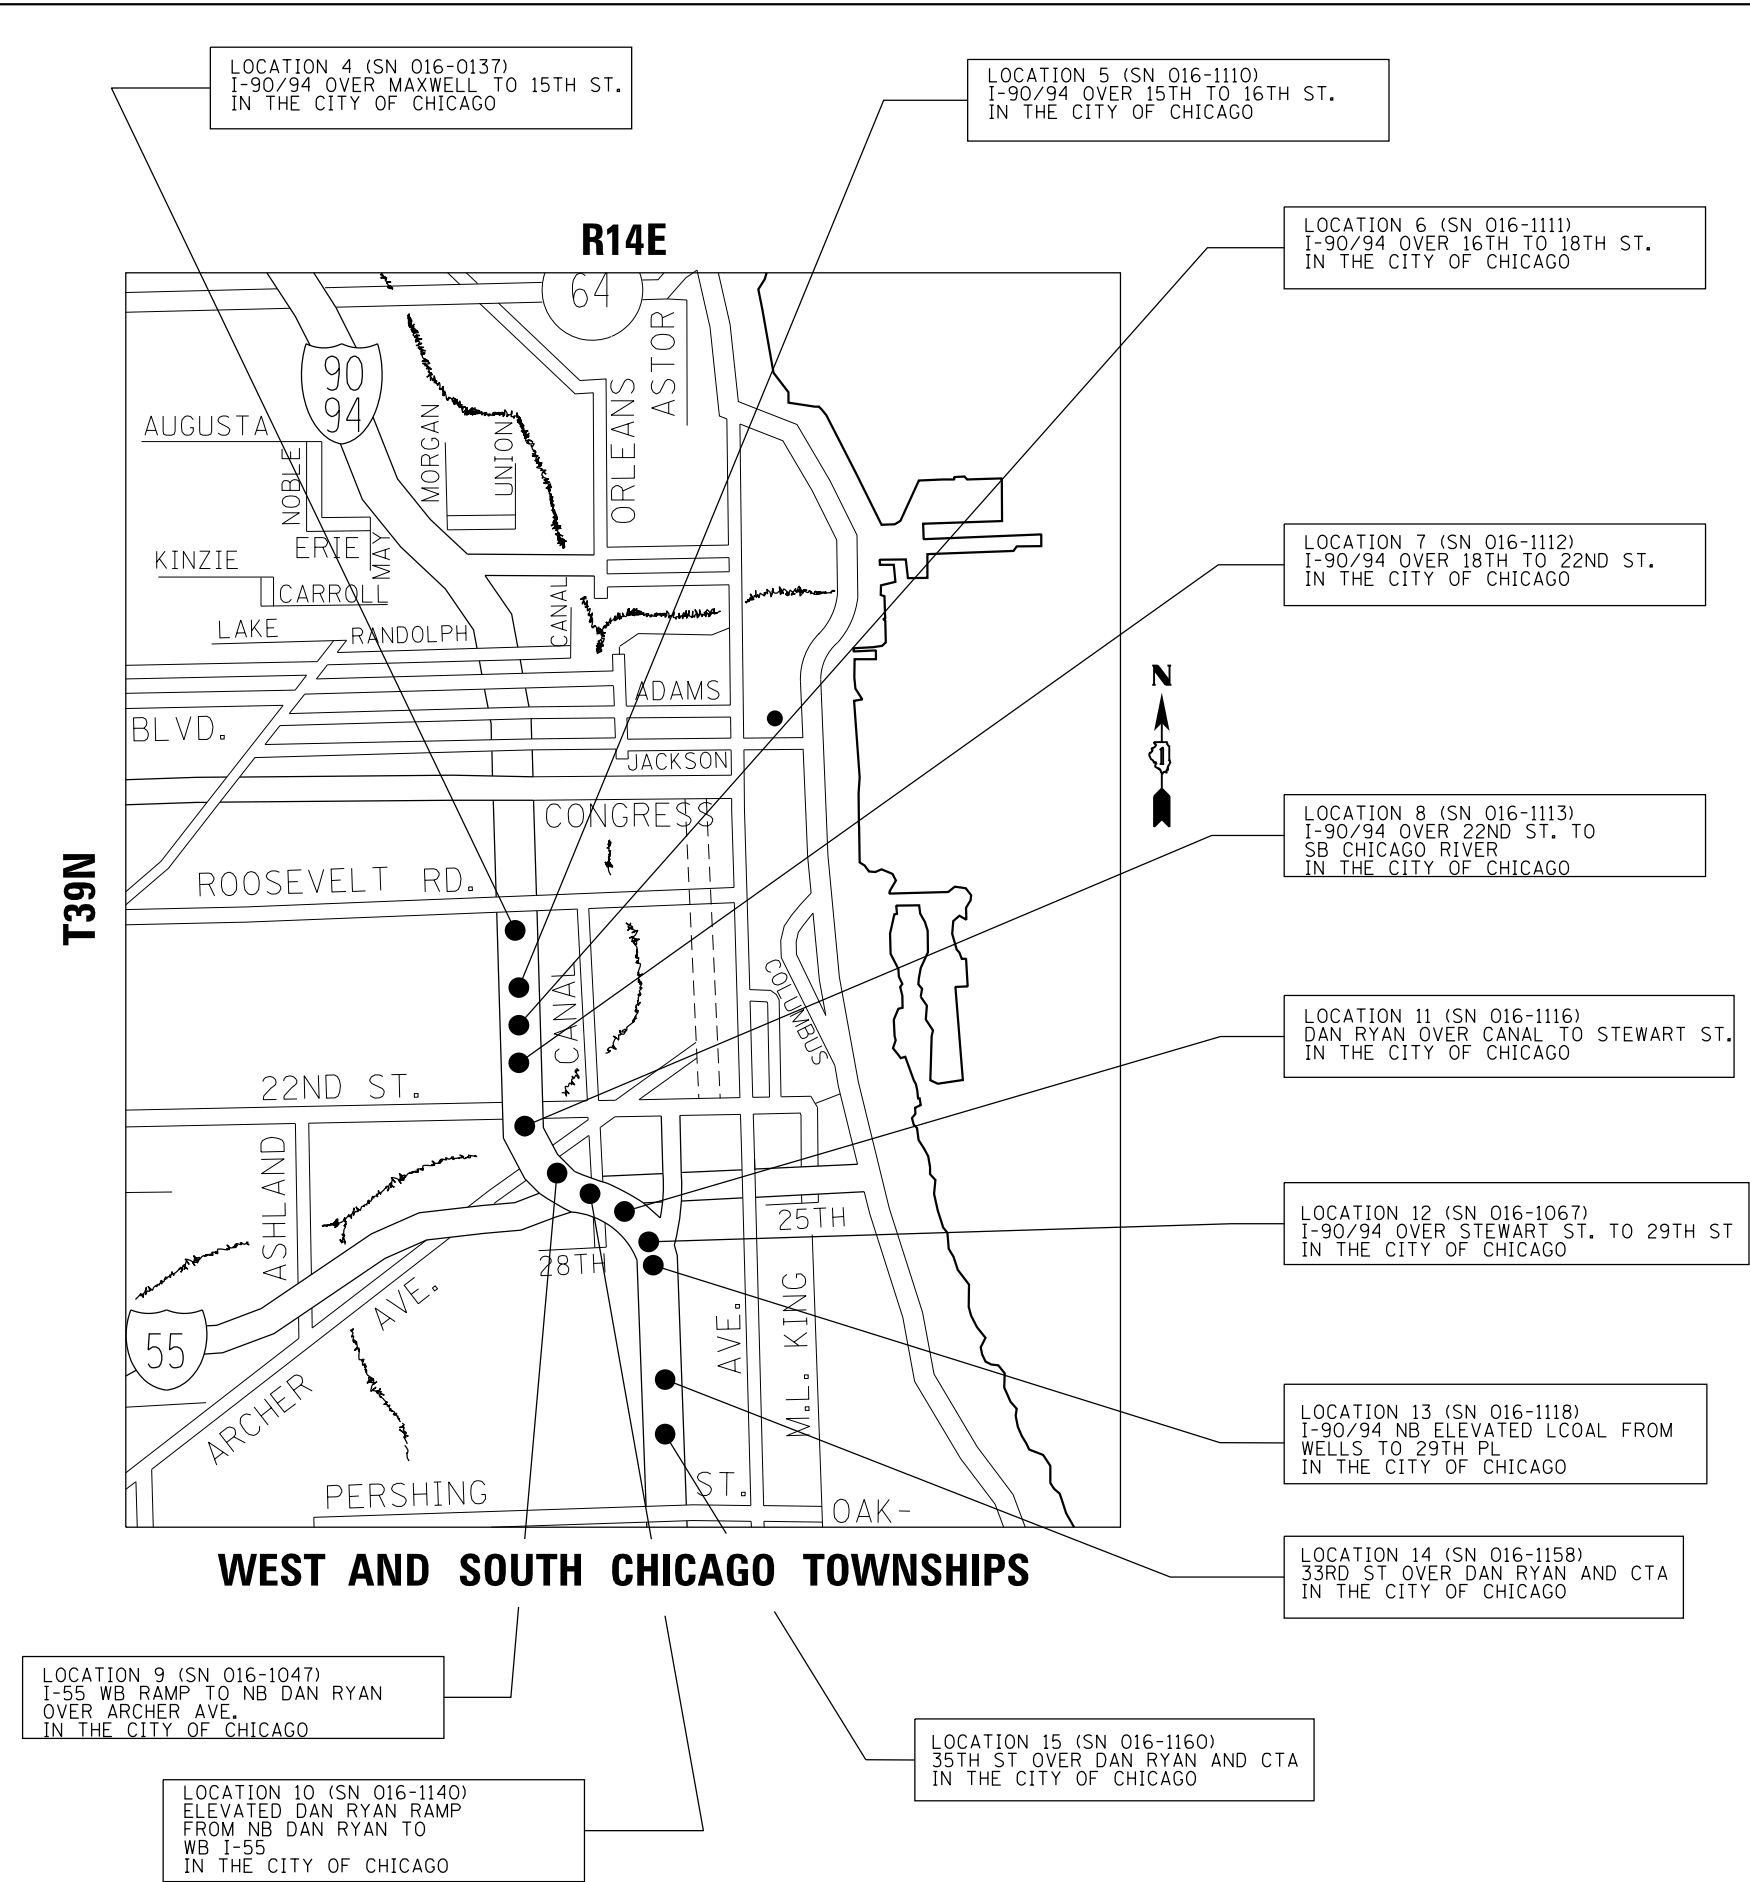 LOCATION 4 (SN 016-0137)
I-90/94 OVER MAXWELL TO 15TH ST.
IN THE CITY OF CHICAGO
LOCATION 5 (SN 016-1110)
I-90/94 OVER 15TH TO 16TH ST.
IN THE CITY OF CHICAGO
LOCATION 6 (SN 016-1111)
I-90/94 OVER 16TH TO 18TH ST.
IN THE CITY OF CHICAGO
R14E
64
ASTOR
90
94
ORLEANS
AUGUSTA
MORGAN
UNION
NOBLE
ERIE
MAY
KINZIE
CARROLL
CANAL
LAKE
RANDOLPH
LOCATION 7 (SN 016-1112)
I-90/94 OVER 18TH TO 22ND ST.
IN THE CITY OF CHICAGO
ADAMS
BLVD.
JACKSON
N
1
CONGRESS
LOCATION 8 (SN 016-1113)
I-90/94 OVER 22ND ST. TO
SB CHICAGO RIVER
IN THE CITY OF CHICAGO
T39N
ROOSEVELT RD.
CANAL
COLUMBUS
LOCATION 11 (SN 016-1116)
DAN RYAN OVER CANAL TO STEWART ST.
IN THE CITY OF CHICAGO
22ND ST.
ASHLAND
25TH
28TH
LOCATION 12 (SN 016-1067)
I-90/94 OVER STEWART ST. TO 29TH ST
IN THE CITY OF CHICAGO
55
AVE.
ARCHER
AVE.
M.L. KING
LOCATION 13 (SN 016-1118)
I-90/94 NB ELEVATED LCOAL FROM
WELLS TO 29TH PL
IN THE CITY OF CHICAGO
PERSHING
ST.
OAK-
WEST AND SOUTH CHICAGO TOWNSHIPS
LOCATION 14 (SN 016-1158)
33RD ST OVER DAN RYAN AND CTA
IN THE CITY OF CHICAGO
LOCATION 9 (SN 016-1047)
I-55 WB RAMP TO NB DAN RYAN
OVER ARCHER AVE.
IN THE CITY OF CHICAGO
LOCATION 15 (SN 016-1160)
35TH ST OVER DAN RYAN AND CTA
IN THE CITY OF CHICAGO
LOCATION 10 (SN 016-1140)
ELEVATED DAN RYAN RAMP
FROM NB DAN RYAN TO
WB I-55
IN THE CITY OF CHICAGO